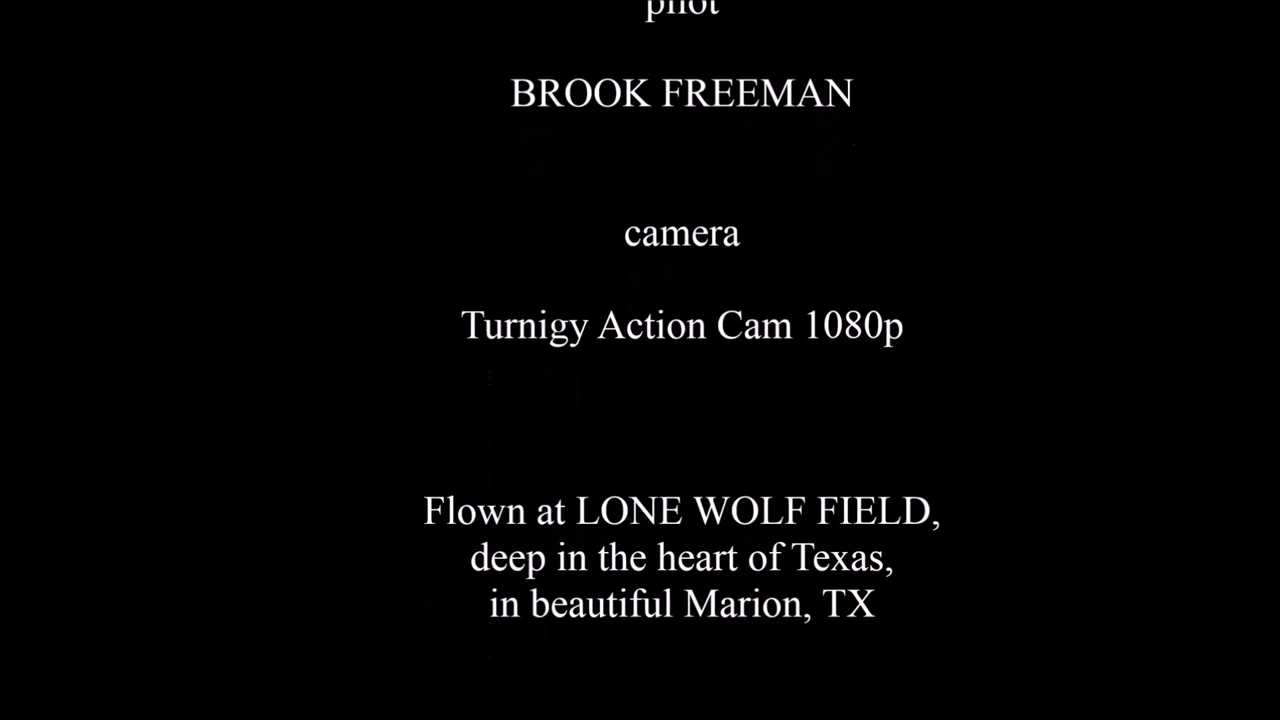 pilot
BROOK FREEMAN
camera
Turnigy Action Cam 1080p
Flown at LONE WOLF FIELD,
deep in the heart of Texas,
in beautiful Marion, TX